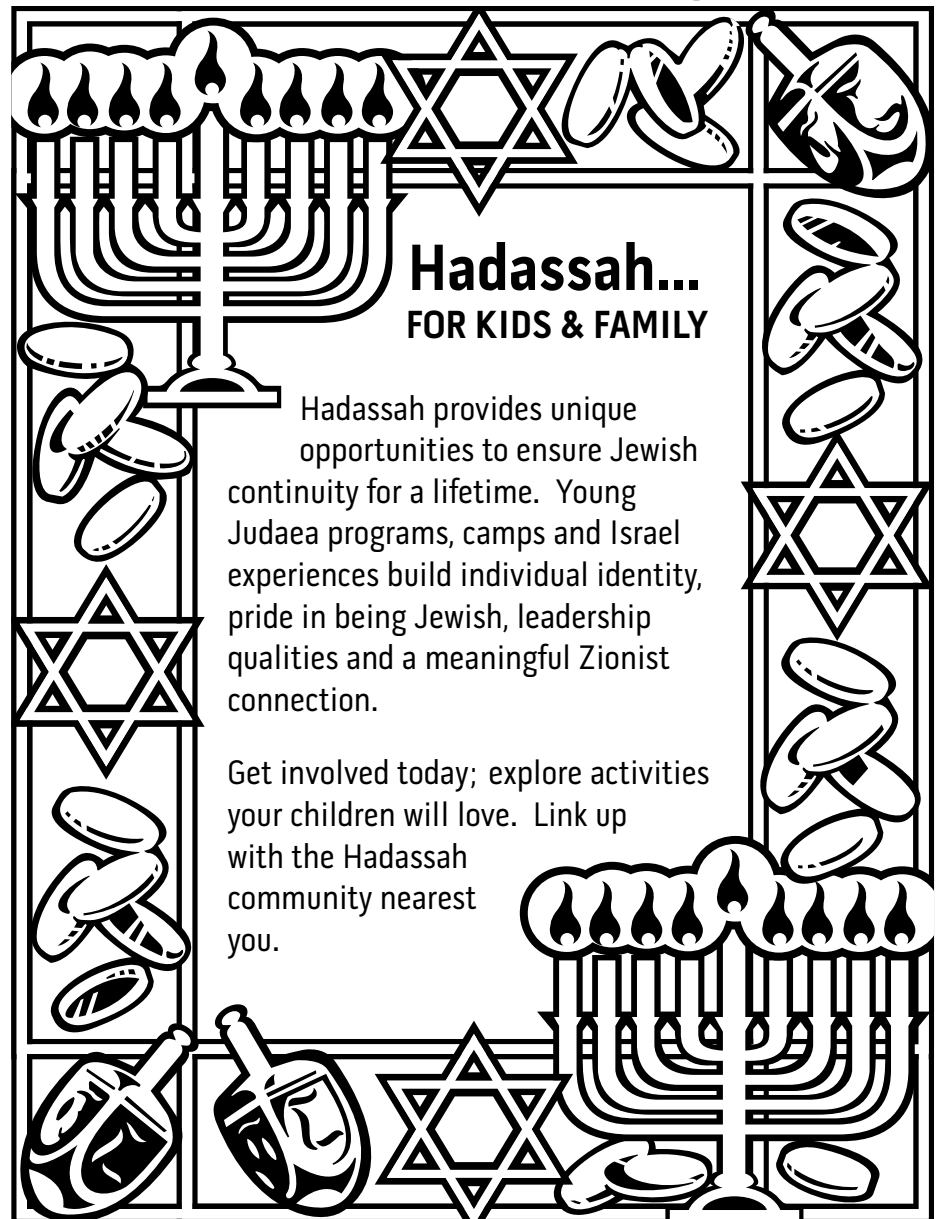 Hadassah...
FOR KIDS & FAMILY
Hadassah provides unique
opportunities to ensure Jewish
continuity for a lifetime.  Young
Judaea programs, camps and Israel
experiences build individual identity,
pride in being Jewish, leadership
qualities and a meaningful Zionist
connection.
Get involved today;  explore activities
your children will love.  Link up
with the Hadassah
community nearest
you.